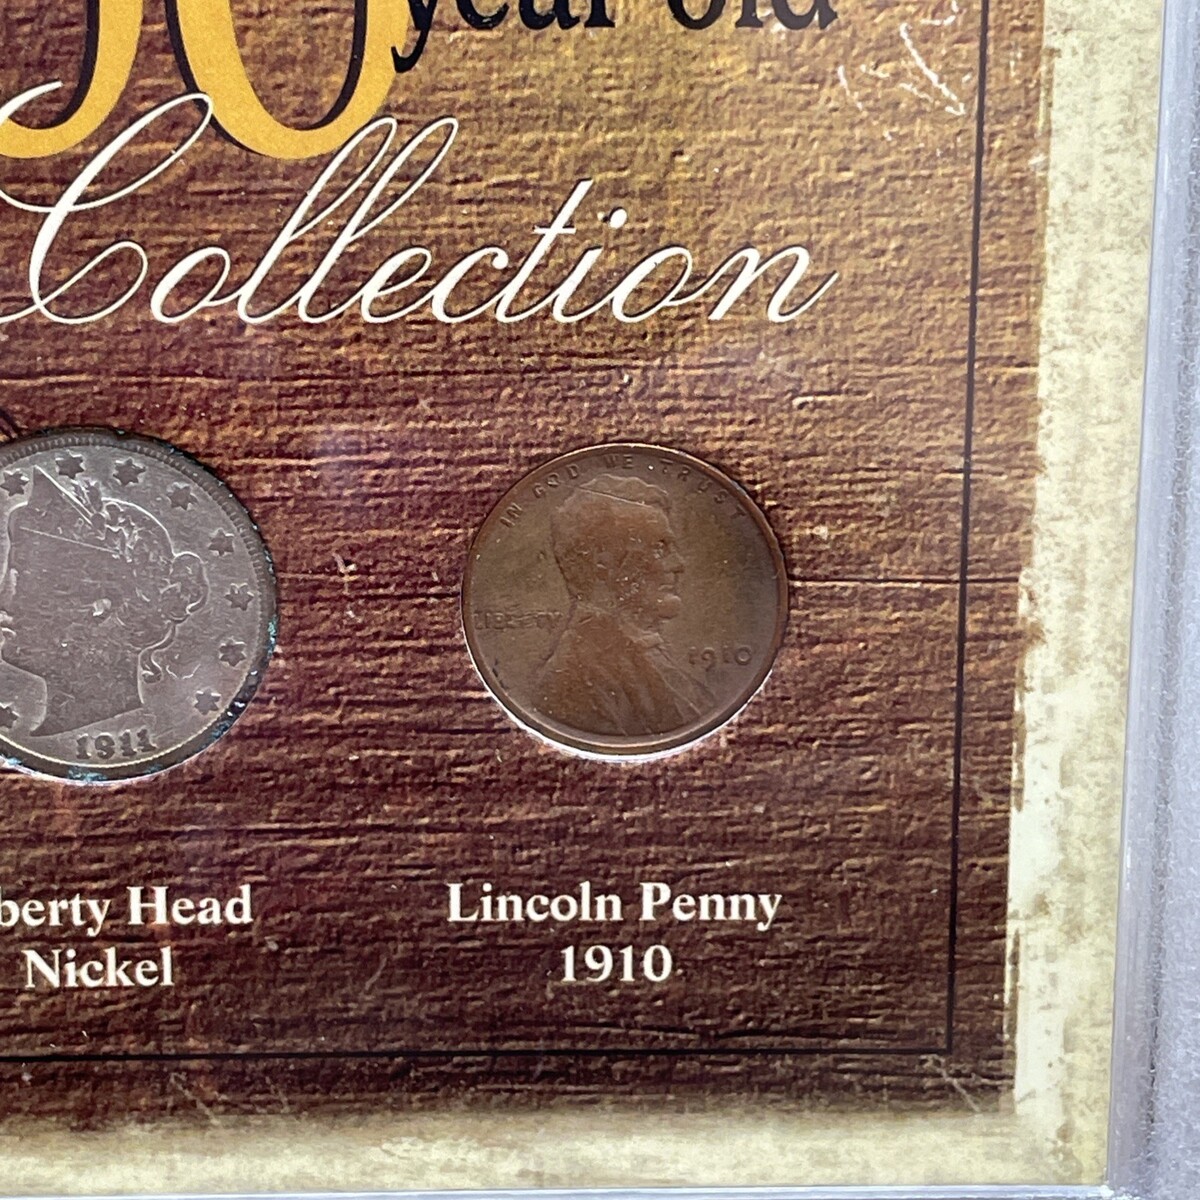 year old
Collection
IN GOD WE TRUST
LIBERTY
1910
1911
berty Head
Nickel
Lincoln Penny
1910